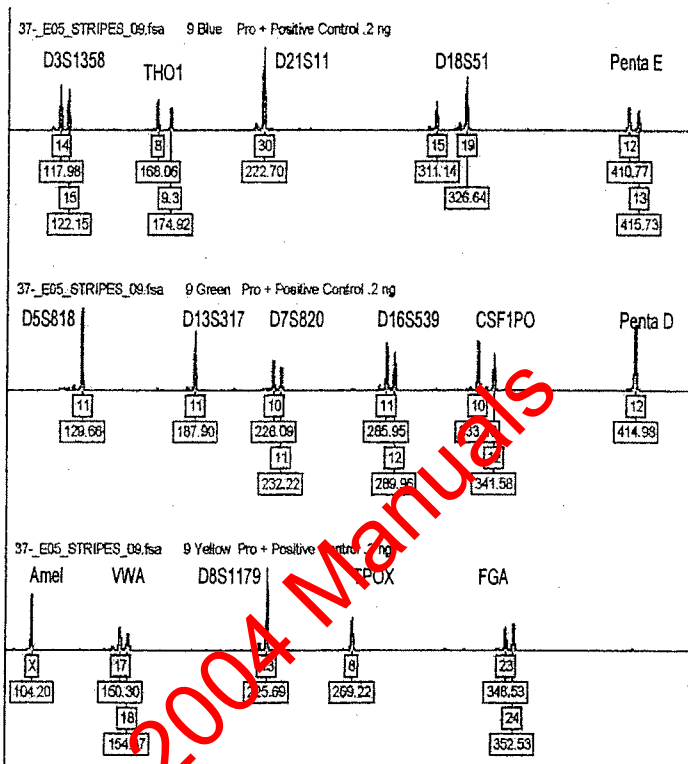 37-_E05_STRIPES_09.fsa 9 Blue Pro + Positive Control .2 ng
D3S1358 THO1 D21S11 D18S51 Penta E
14 8 30 15 19 12
117.98 168.06 222.70 311.14 326.64 410.77
15 9.3 13
122.15 174.92 415.73
37-_E05_STRIPES_09.fsa 9 Green Pro + Positive Control .2 ng
D5S818 D13S317 D7S820 D16S539 CSF1PO Penta D
11 11 10 11 10 12
129.66 187.90 228.09 285.95 414.98
11 12
232.22 289.95 341.58
37-_E05_STRIPES_09.fsa 9 Yellow Pro + Positive Control .2 ng
Amel VWA D8S1179 TPOX FGA
X 17 13 8 23
104.20 150.30 269.22 348.53
18 24
352.53
2004 Manuals